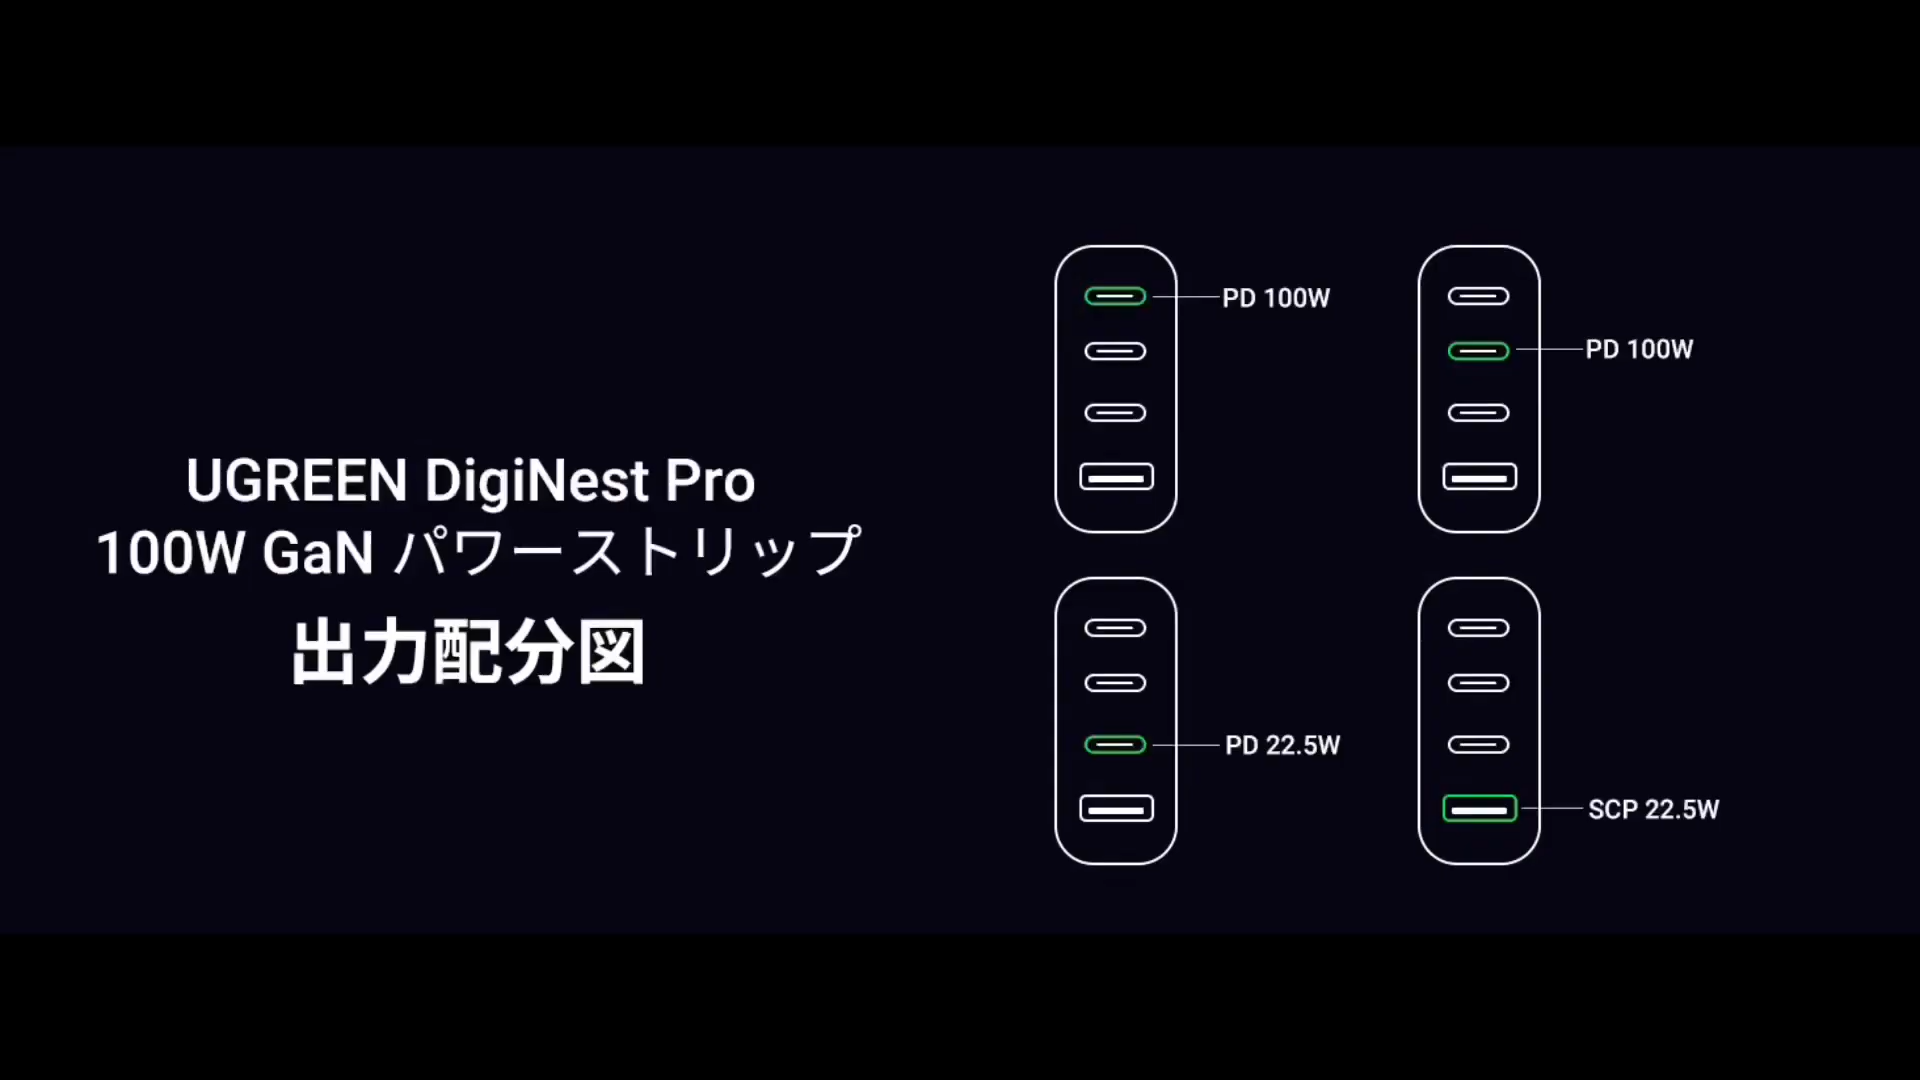 UGREEN DigiNest Pro
100W GaN パワーストリップ
出力配分図
PD 100W
PD 100W
PD 22.5W
SCP 22.5W